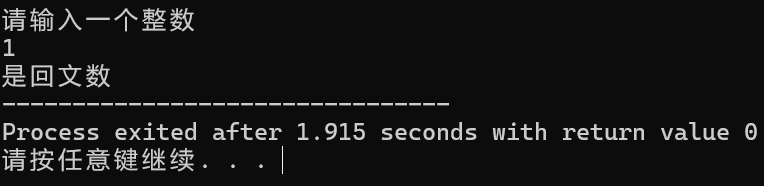 请输入一个整数
1
是回文数
--------------------------------
Process exited after 1.915 seconds with return value 0
请按任意键继续. . .